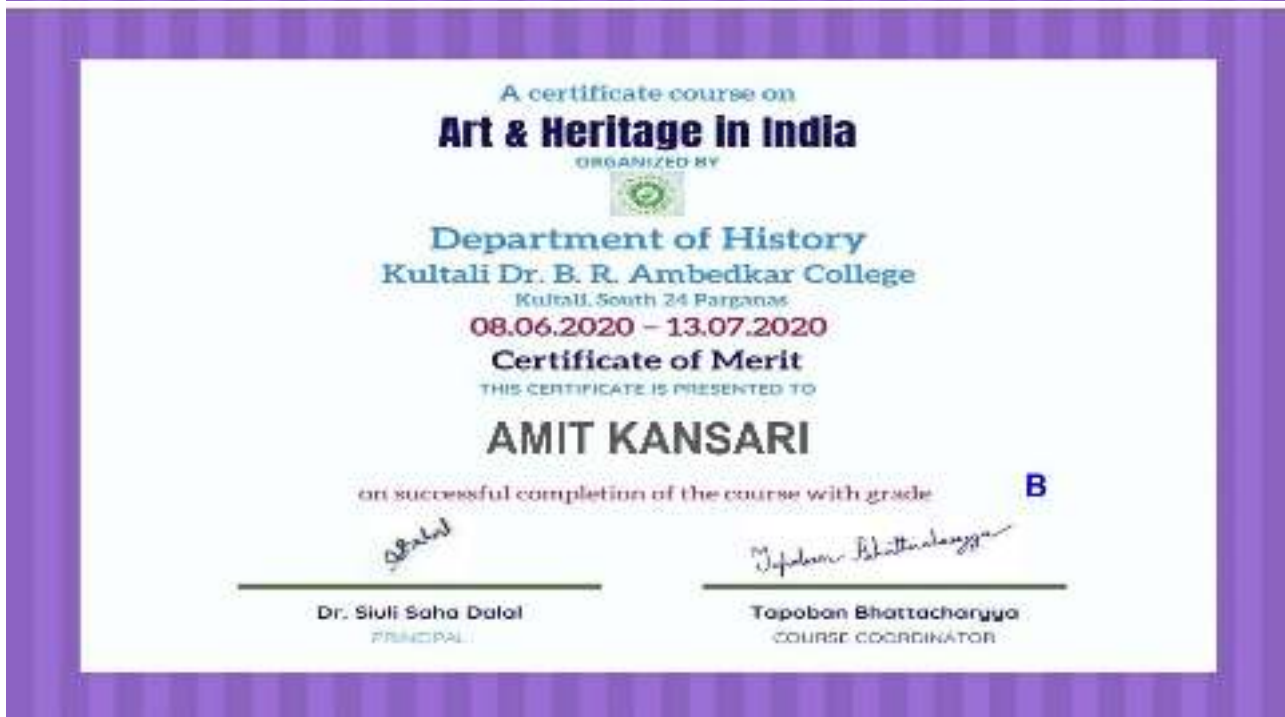 A certificate course on
Art & Heritage in India
ORGANIZED BY
Department of History
Kultali Dr. B. R. Ambedkar College
Kultali, South 24 Parganas
08.06.2020 – 13.07.2020
Certificate of Merit
THIS CERTIFICATE IS PRESENTED TO
AMIT KANSARI
on successful completion of the course with grade B
Tapoban Bhattacharyya
Dr. Siuli Saha Dalal Tapoban Bhattacharyya
PRINCIPAL COURSE COORDINATOR